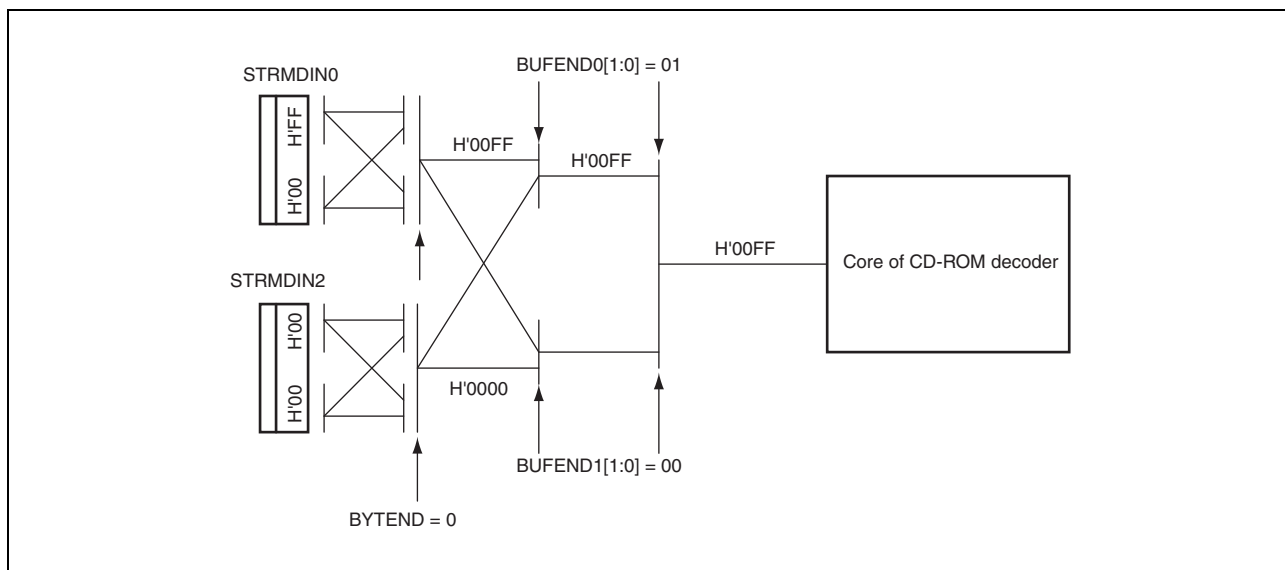 BUFEND0[1:0] = 01
STRMDIN0
H'FF
H'00
H'00FF
H'00FF
H'00FF
Core of CD-ROM decoder
STRMDIN2
H'00
H'00
H'0000
BUFEND1[1:0] = 00
BYTEND = 0